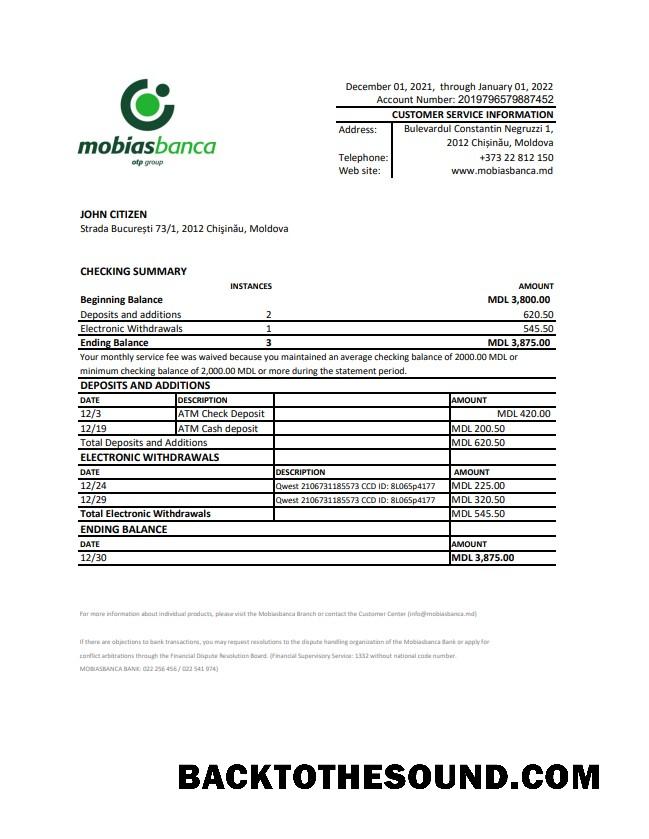 mobiasbanca
otp group
December 01, 2021, through January 01, 2022
Account Number: 2019796579887452
CUSTOMER SERVICE INFORMATION
Address: Bulevardul Constantin Negruzzi 1,
2012 Chișinău, Moldova
Telephone: +373 22 812 150
Web site: www.mobiasbanca.md
JOHN CITIZEN
Strada București 73/1, 2012 Chişinău, Moldova
CHECKING SUMMARY
INSTANCES AMOUNT
Beginning Balance MDL 3,800.00
Deposits and additions 2 620.50
Electronic Withdrawals 1 545.50
Ending Balance 3 MDL 3,875.00
Your monthly service fee was waived because you maintained an average checking balance of 2000.00 MDL or
minimum checking balance of 2,000.00 MDL or more during the statement period.
DEPOSITS AND ADDITIONS
DATE DESCRIPTION AMOUNT
12/3 ATM Check Deposit MDL 420.00
12/19 ATM Cash deposit MDL 200.50
Total Deposits and Additions MDL 620.50
ELECTRONIC WITHDRAWALS
DATE DESCRIPTION AMOUNT
12/24 Qwest 2106731185573 CCD ID: 8L065p4177 MDL 225.00
12/29 Qwest 2106731185573 CCD ID: 8L065p4177 MDL 320.50
Total Electronic Withdrawals MDL 545.50
ENDING BALANCE
DATE AMOUNT
12/30 MDL 3,875.00
For more information about individual products, please visit the Mobiasbanca Branch or contact the Customer Center (info@mobiasbanca.md)
If there are objections to bank transactions, you may request resolutions to the dispute handling organization of the Mobiasbanca Bank or apply for
conflict arbitrations through the Financial Dispute Resolution Board. (Financial Supervisory Service: 1332 without national code number.
MOBIASBANCA BANK: 022 256 456 / 022 541 974)
BACKTOTHESOUND.COM